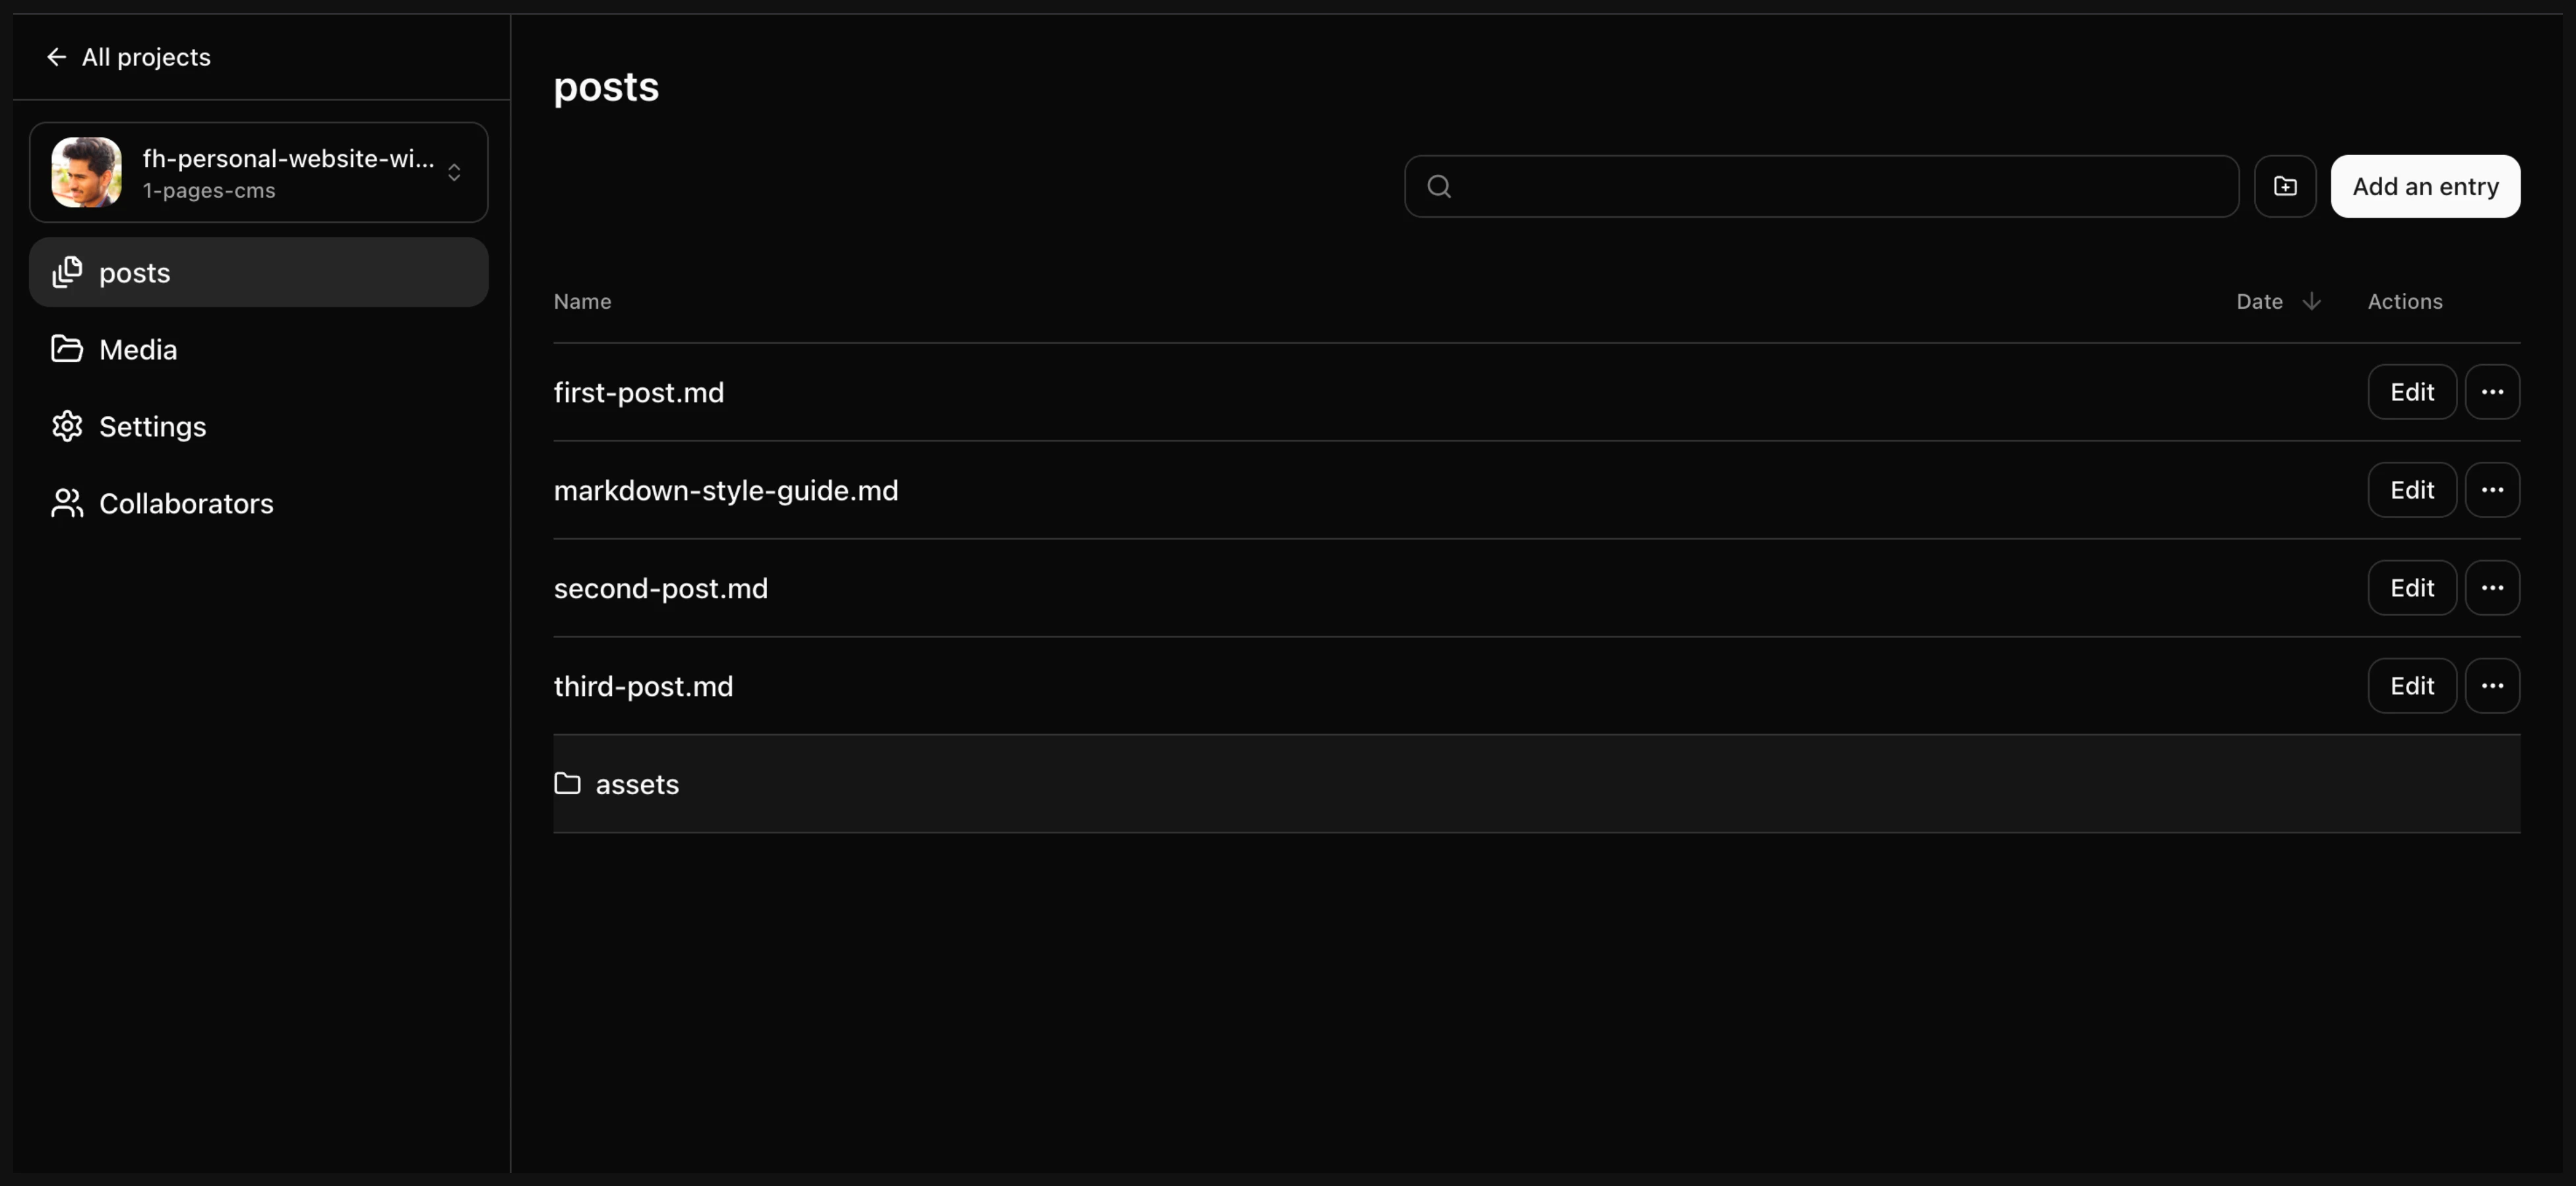 All projects
fh-personal-website-wi...
1-pages-cms
posts
Media
Settings
Collaborators
posts
Add an entry
Name
Date
Actions
first-post.md
Edit
markdown-style-guide.md
Edit
second-post.md
Edit
third-post.md
Edit
assets